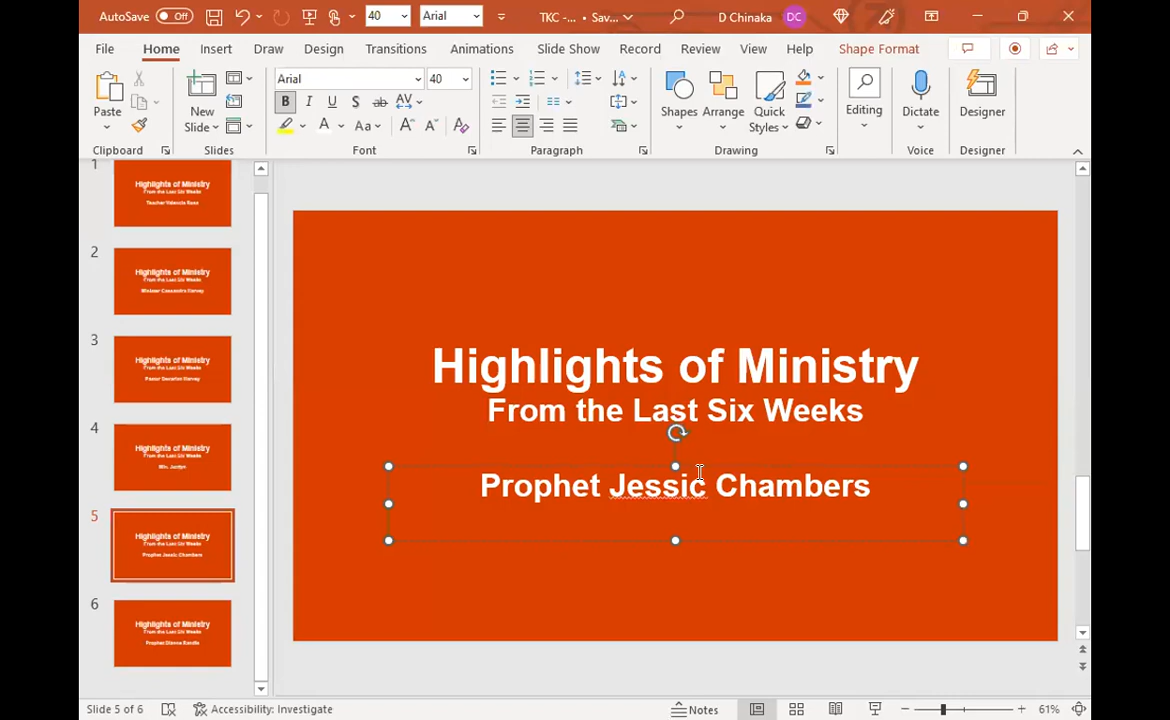 AutoSave Off 40 Arial TKC -... • Sav... D Chinaka DC
File Home Insert Draw Design Transitions Animations Slide Show Record Review View Help Shape Format
Arial 40
Paste New Slide Shapes Arrange Quick Styles Editing Dictate Designer
B I U S ab AV
A Aa A A A
Clipboard Slides Font Paragraph Drawing Voice Designer
1
Highlights of Ministry
From the Last Six Weeks
2
Highlights of Ministry
From the Last Six Weeks
3
Highlights of Ministry
From the Last Six Weeks
4
Highlights of Ministry
From the Last Six Weeks
5
Highlights of Ministry
From the Last Six Weeks
Prophet Jessic Chambers
6
Highlights of Ministry
From the Last Six Weeks
Highlights of Ministry
From the Last Six Weeks
Prophet Jessic Chambers
Slide 5 of 6 Accessibility: Investigate Notes 61%